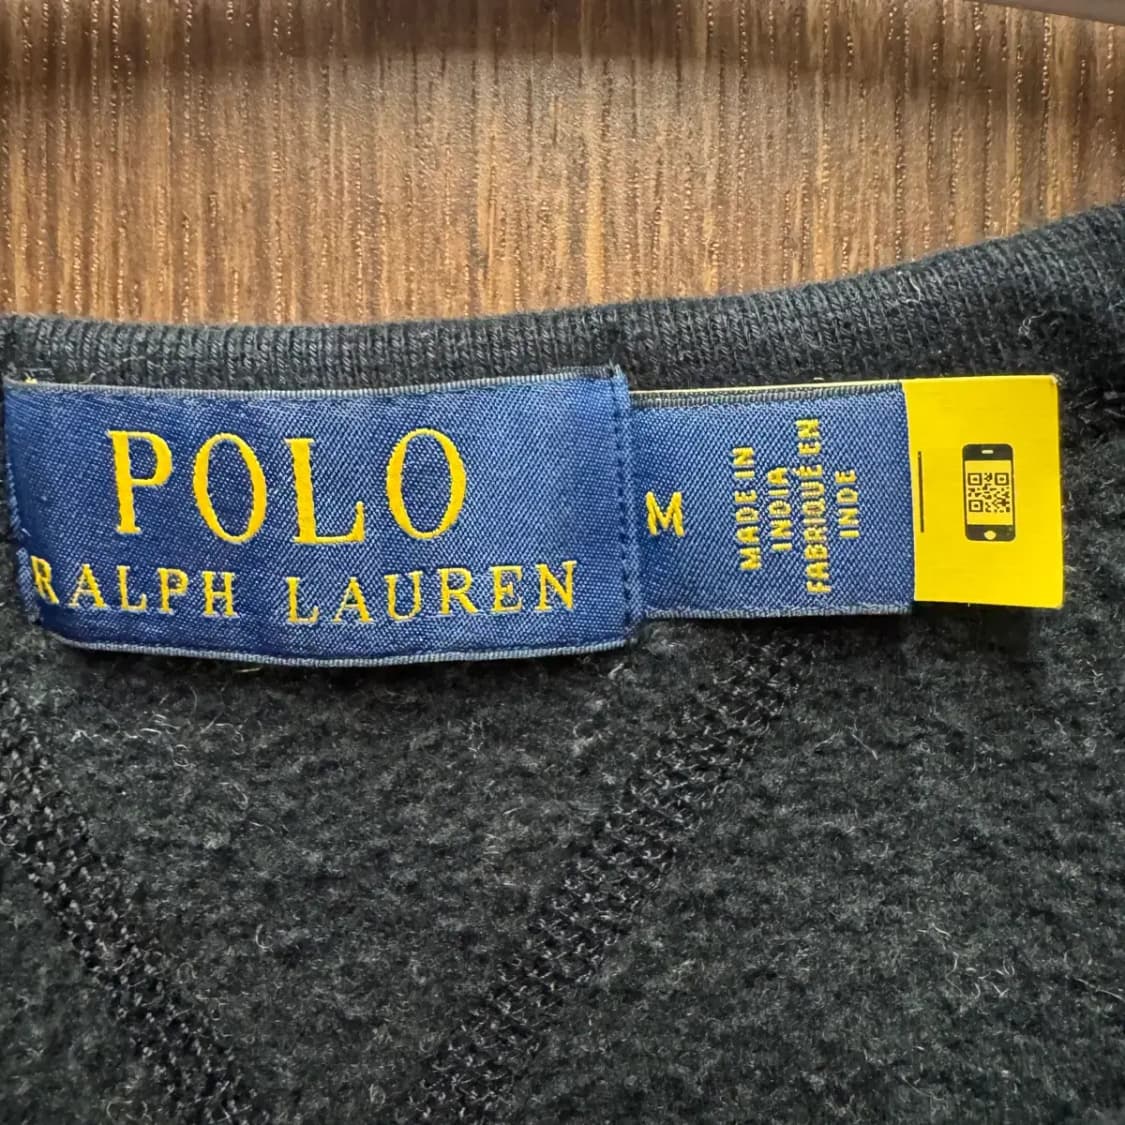 POLO
RALPH LAUREN
M
MADE IN
INDIA
FABRIQUÉ EN
INDE